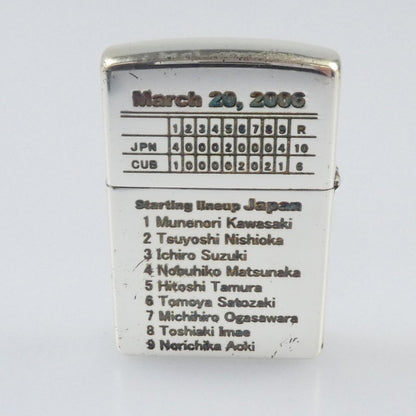 March 20, 2006
1 2 3 4 5 6 7 8 9 R
JPN 4 0 0 0 2 0 0 0 4 10
CUB 1 0 0 0 0 2 0 2 1 6
Starting lineup Japan
1 Munenori Kawasaki
2 Tsuyoshi Nishioka
3 Ichiro Suzuki
4 Nobuhiko Matsunaka
5 Hitoshi Tamura
6 Tomoya Satozaki
7 Michihiro Ogasawara
8 Toshiaki Imae
9 Norichika Aoki